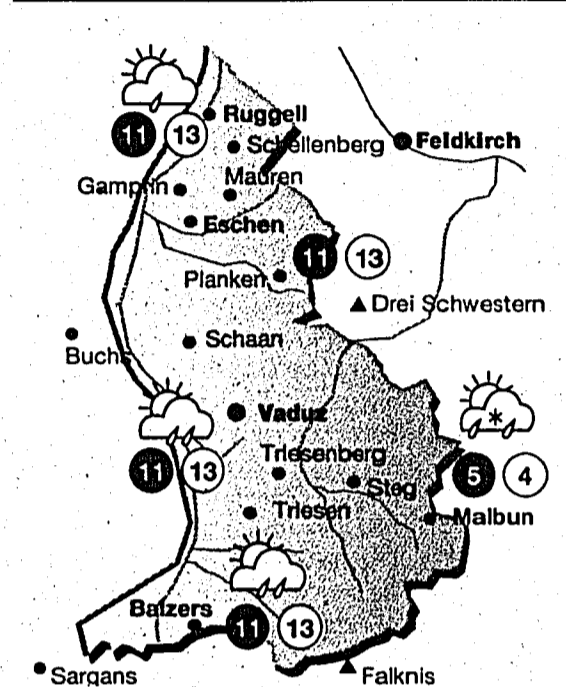 Ruggell
11 13
Schellenberg
Feldkirch
Mauren
Gamprin
Eschen
11 13
Planken
Drei Schwestern
Schaan
Buchs
Vaduz
Triesenberg
11 13
Steg
5 4
Triesen
Malbun
Balzers
11 13
Sargans
Falknis